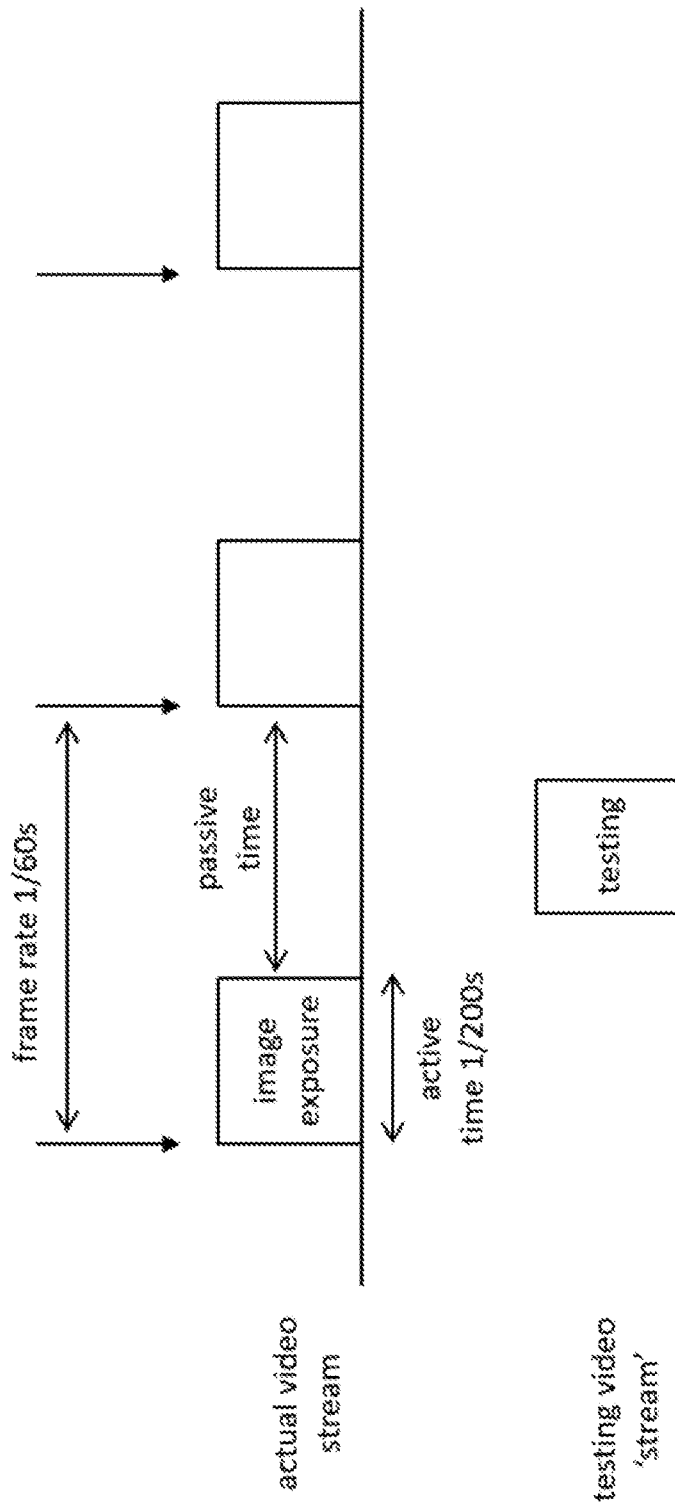 frame rate 1/60s
passive
time
image
exposure
actual video
stream
active
time 1/200s
testing
testing video
'stream'